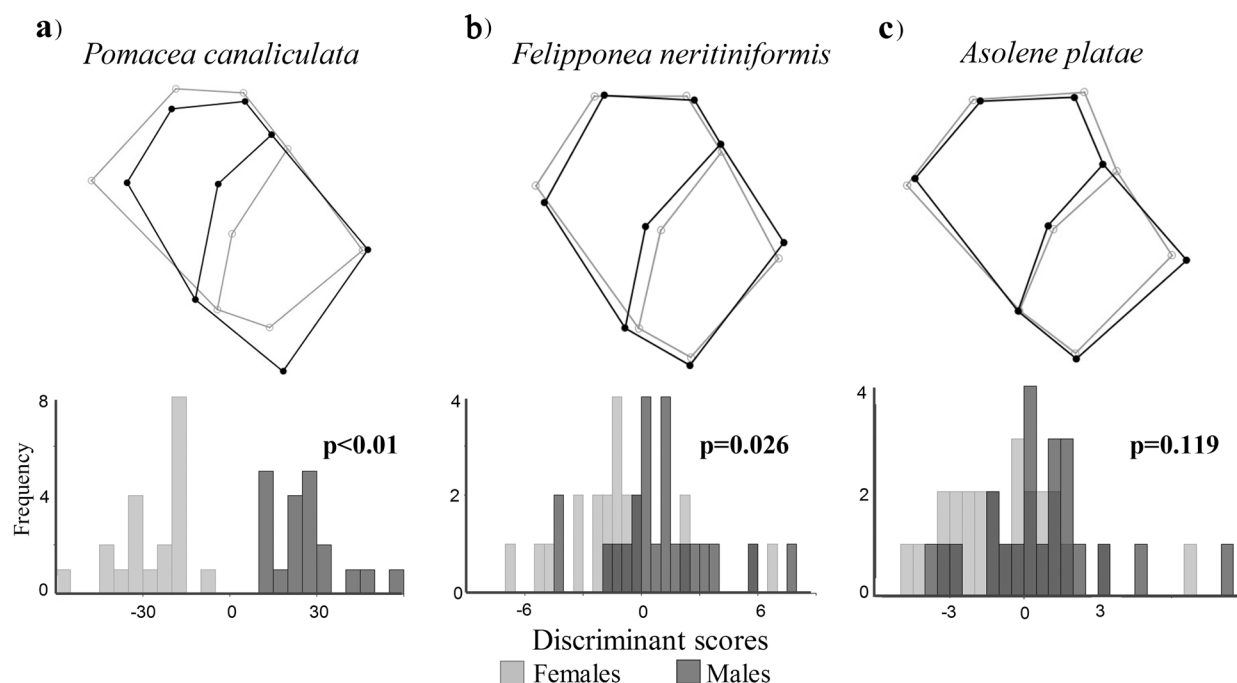 a)
Pomacea canaliculata
b)
Felipponea neritiniformis
c)
Asolene platae
Frequency
8
4
0
p<0.01
-30
0
30
4
2
0
p=0.026
-6
0
6
4
2
0
p=0.119
-3
0
3
Discriminant scores
Females
Males